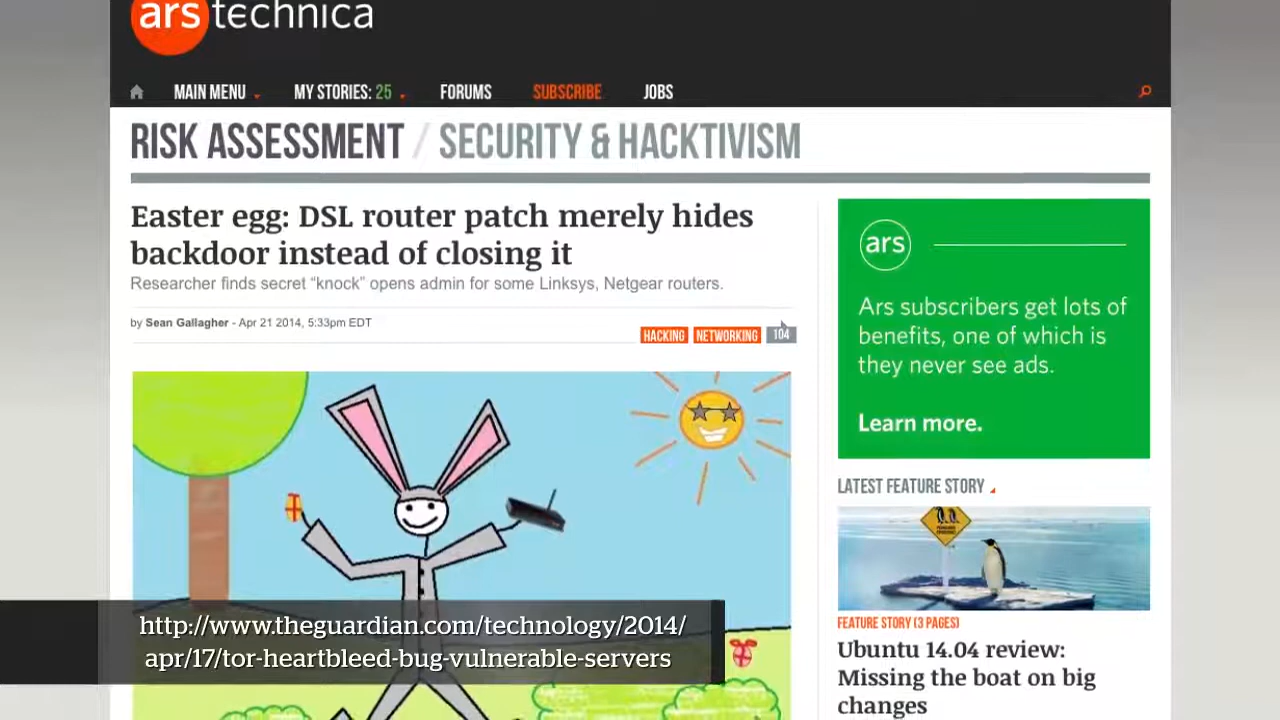 ars technica
MAIN MENU
MY STORIES: 25
FORUMS
SUBSCRIBE
JOBS
RISK ASSESSMENT / SECURITY & HACKTIVISM
Easter egg: DSL router patch merely hides
backdoor instead of closing it
Researcher finds secret “knock” opens admin for some Linksys, Netgear routers.
by Sean Gallagher - Apr 21 2014, 5:33pm EDT
HACKING
NETWORKING
104
ars
Ars subscribers get lots of
benefits, one of which is
they never see ads.
Learn more.
LATEST FEATURE STORY
FEATURE STORY (3 PAGES)
Ubuntu 14.04 review:
Missing the boat on big
changes
http://www.theguardian.com/technology/2014/
apr/17/tor-heartbleed-bug-vulnerable-servers